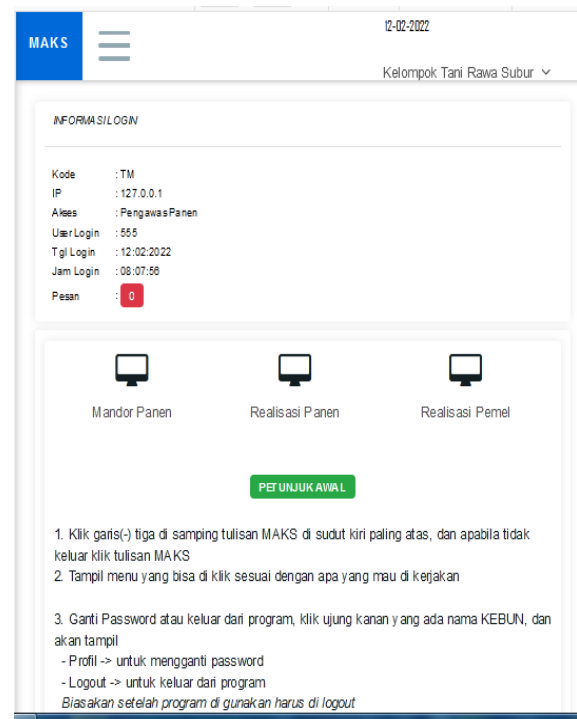 MAKS
12-02-2022
Kelompok Tani Rawa Subur
INFORMASI LOGIN
Kode : TM
IP : 127.0.0.1
Akses : Pengawas Panen
User Login : 555
Tgl Login : 12:02:2022
Jam Login : 08:07:56
Pesan : 0
Mandor Panen Realisasi Panen Realisasi Pemel
PETUNJUK AWAL
1. Klik garis(-) tiga di samping tulisan MAKS di sudut kiri paling atas, dan apabila tidak
keluar klik tulisan MAKS
2. Tampil menu yang bisa di klik sesuai dengan apa yang mau di kerjakan
3. Ganti Password atau keluar dari program, klik ujung kanan yang ada nama KEBUN, dan
akan tampil
- Profil -> untuk mengganti password
- Logout -> untuk keluar dari program
Biasakan setelah program di gunakan harus di logout